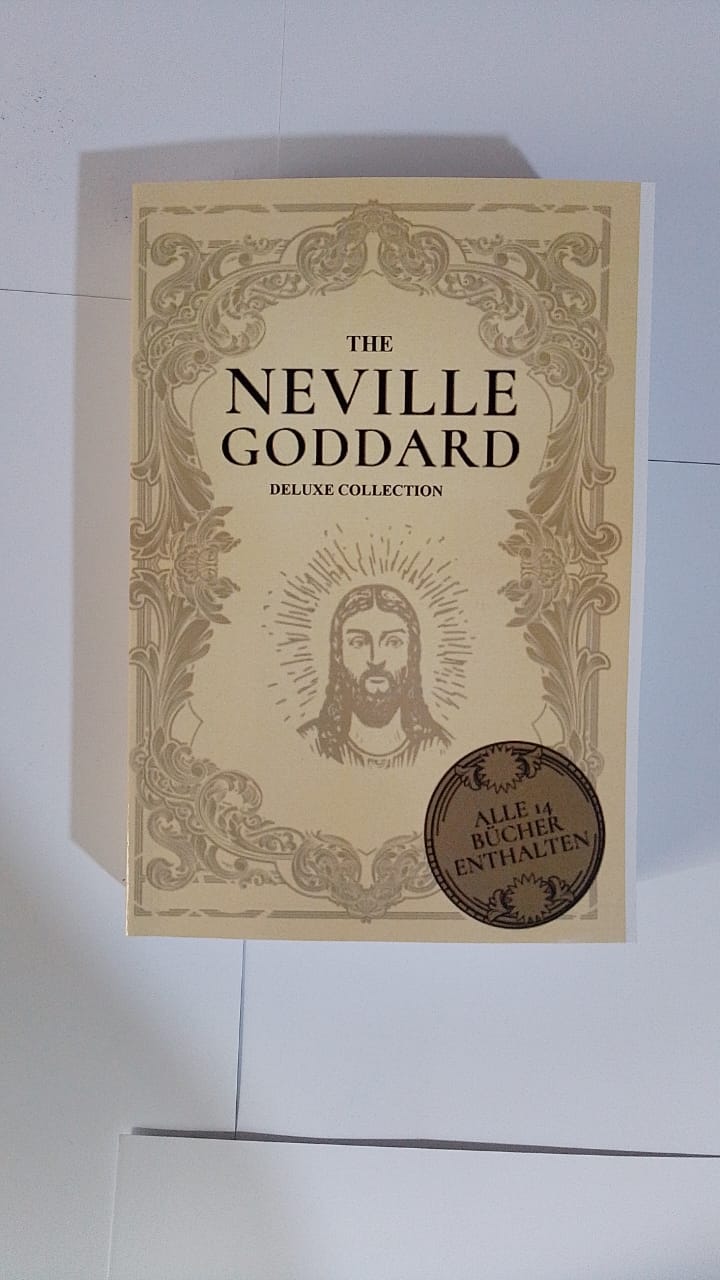 THE
NEVILLE
GODDARD
DELUXE COLLECTION
ALLE 14
BÜCHER
ENTHALTEN